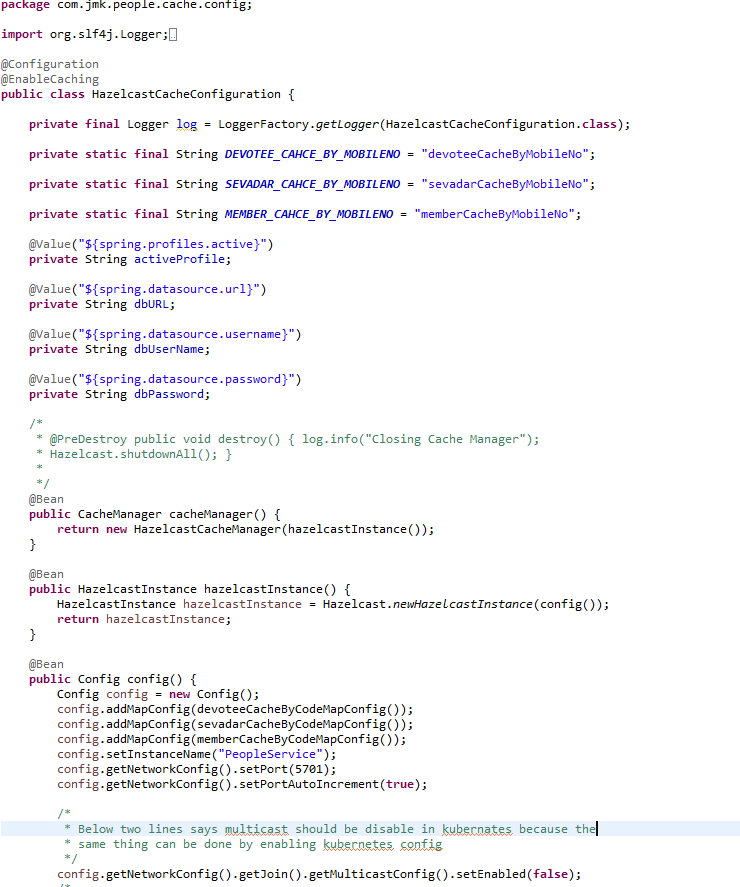 package com.jmk.people.cache.config;
import org.slf4j.Logger;
@Configuration
@EnableCaching
public class HazelcastCacheConfiguration {
private final Logger log = LoggerFactory.getLogger(HazelcastCacheConfiguration.class);
private static final String DEVOTEE_CAHCE_BY_MOBILENO = "devoteeCacheByMobileNo";
private static final String SEVADAR_CAHCE_BY_MOBILENO = "sevadarCacheByMobileNo";
private static final String MEMBER_CAHCE_BY_MOBILENO = "memberCacheByMobileNo";
@Value("${spring.profiles.active}")
private String activeProfile;
@Value("${spring.datasource.url}")
private String dbURL;
@Value("${spring.datasource.username}")
private String dbUserName;
@Value("${spring.datasource.password}")
private String dbPassword;
/*
* @PreDestroy public void destroy() { log.info("Closing Cache Manager");
* Hazelcast.shutdownAll(); }
*
*/
@Bean
public CacheManager cacheManager() {
return new HazelcastCacheManager(hazelcastInstance());
}
@Bean
public HazelcastInstance hazelcastInstance() {
HazelcastInstance hazelcastInstance = Hazelcast.newHazelcastInstance(config());
return hazelcastInstance;
}
@Bean
public Config config() {
Config config = new Config();
config.addMapConfig(devoteeCacheByCodeMapConfig());
config.addMapConfig(sevadarCacheByCodeMapConfig());
config.addMapConfig(memberCacheByCodeMapConfig());
config.setInstanceName("PeopleService");
config.getNetworkConfig().setPort(5701);
config.getNetworkConfig().setPortAutoIncrement(true);
/*
* Below two lines says multicast should be disable in kubernates because the
* same thing can be done by enabling kubernetes config
*/
config.getNetworkConfig().getJoin().getMulticastConfig().setEnabled(false);
/*